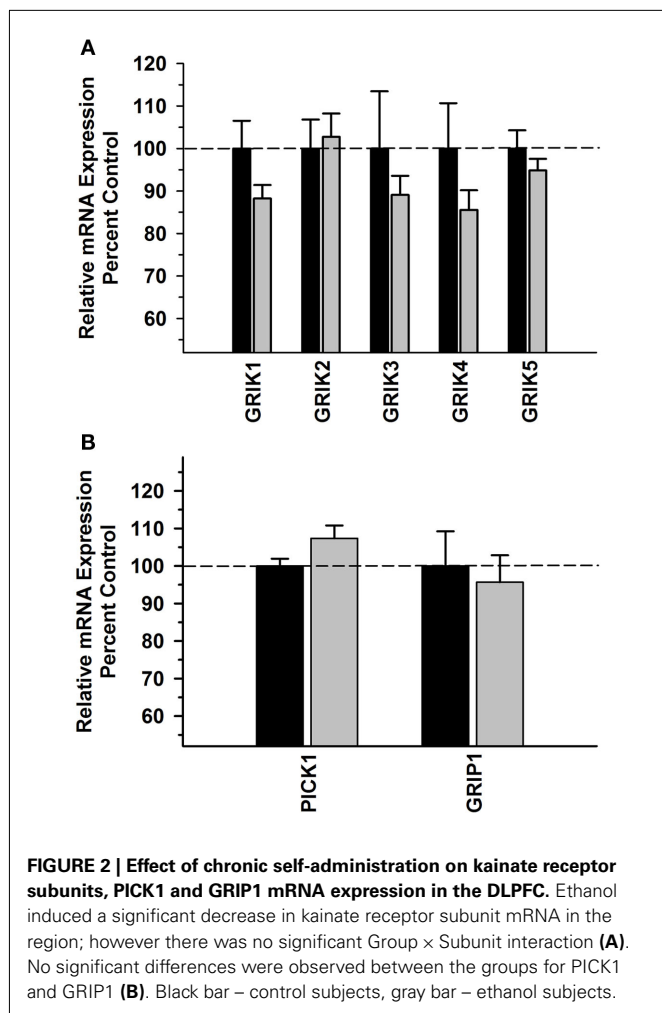 A
Relative mRNA Expression
Percent Control
120
110
100
90
80
70
60
GRIK1
GRIK2
GRIK3
GRIK4
GRIK5
B
Relative mRNA Expression
Percent Control
120
110
100
90
80
70
60
PICK1
GRIP1
FIGURE 2 | Effect of chronic self-administration on kainate receptor
subunits, PICK1 and GRIP1 mRNA expression in the DLPFC. Ethanol
induced a significant decrease in kainate receptor subunit mRNA in the
region; however there was no significant Group × Subunit interaction (A).
No significant differences were observed between the groups for PICK1
and GRIP1 (B). Black bar – control subjects, gray bar – ethanol subjects.